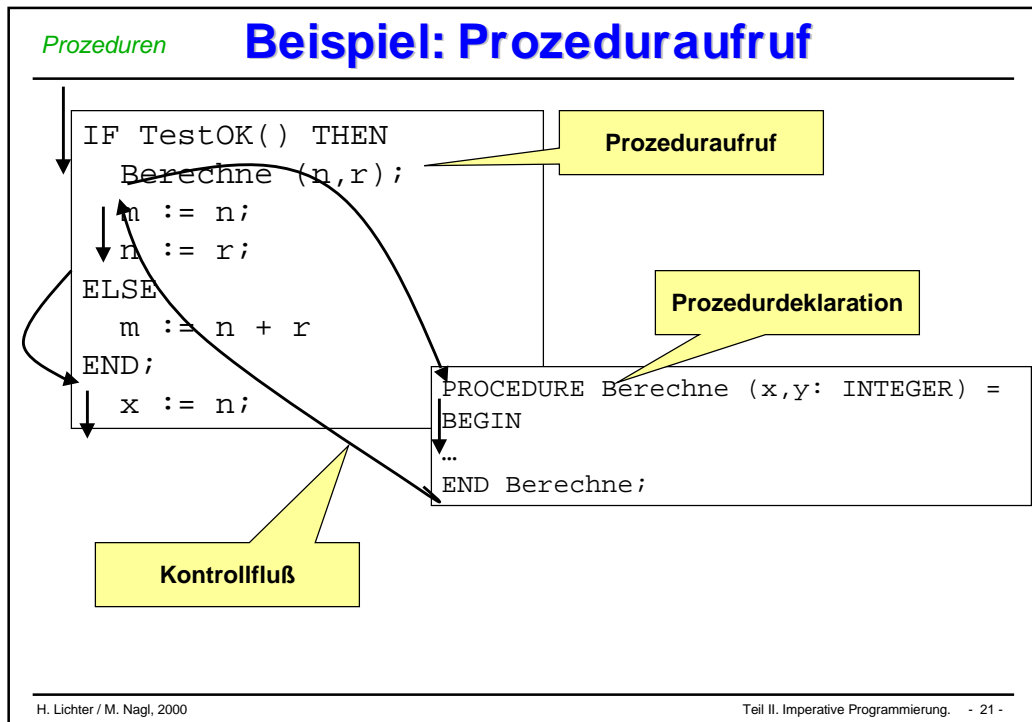 Prozeduren
Beispiel: Prozeduraufruf
IF TestOK() THEN
Berechne (n,r);
m := n;
n := r;
ELSE
m := n + r
END;
x := n;
Prozeduraufruf
Prozedurdeklaration
PROCEDURE Berechne (x,y: INTEGER) =
BEGIN
…
END Berechne;
Kontrollfluß
H. Lichter / M. Nagl, 2000
Teil II. Imperative Programmierung. - 21 -